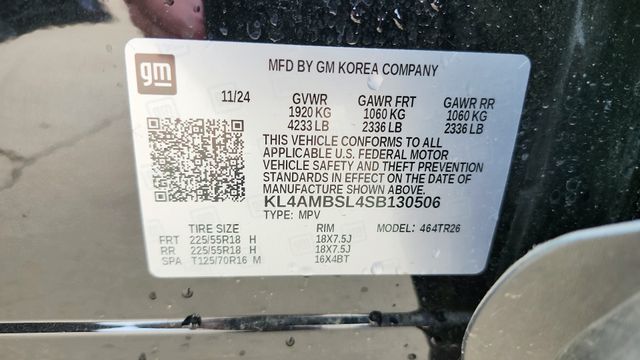 gm
MFD BY GM KOREA COMPANY
11/24 GVWR GAWR FRT GAWR RR
1920 KG 1060 KG 1060 KG
4233 LB 2336 LB 2336 LB
THIS VEHICLE CONFORMS TO ALL
APPLICABLE U.S. FEDERAL MOTOR
VEHICLE SAFETY AND THEFT PREVENTION
STANDARDS IN EFFECT ON THE DATE OF
MANUFACTURE SHOWN ABOVE.
KL4AMBSL4SB130506
TYPE: MPV
TIRE SIZE RIM MODEL: 464TR26
FRT 225/55R18 H 18X7.5J
RR 225/55R18 H 18X7.5J
SPA T125/70R16 M 16X4BT